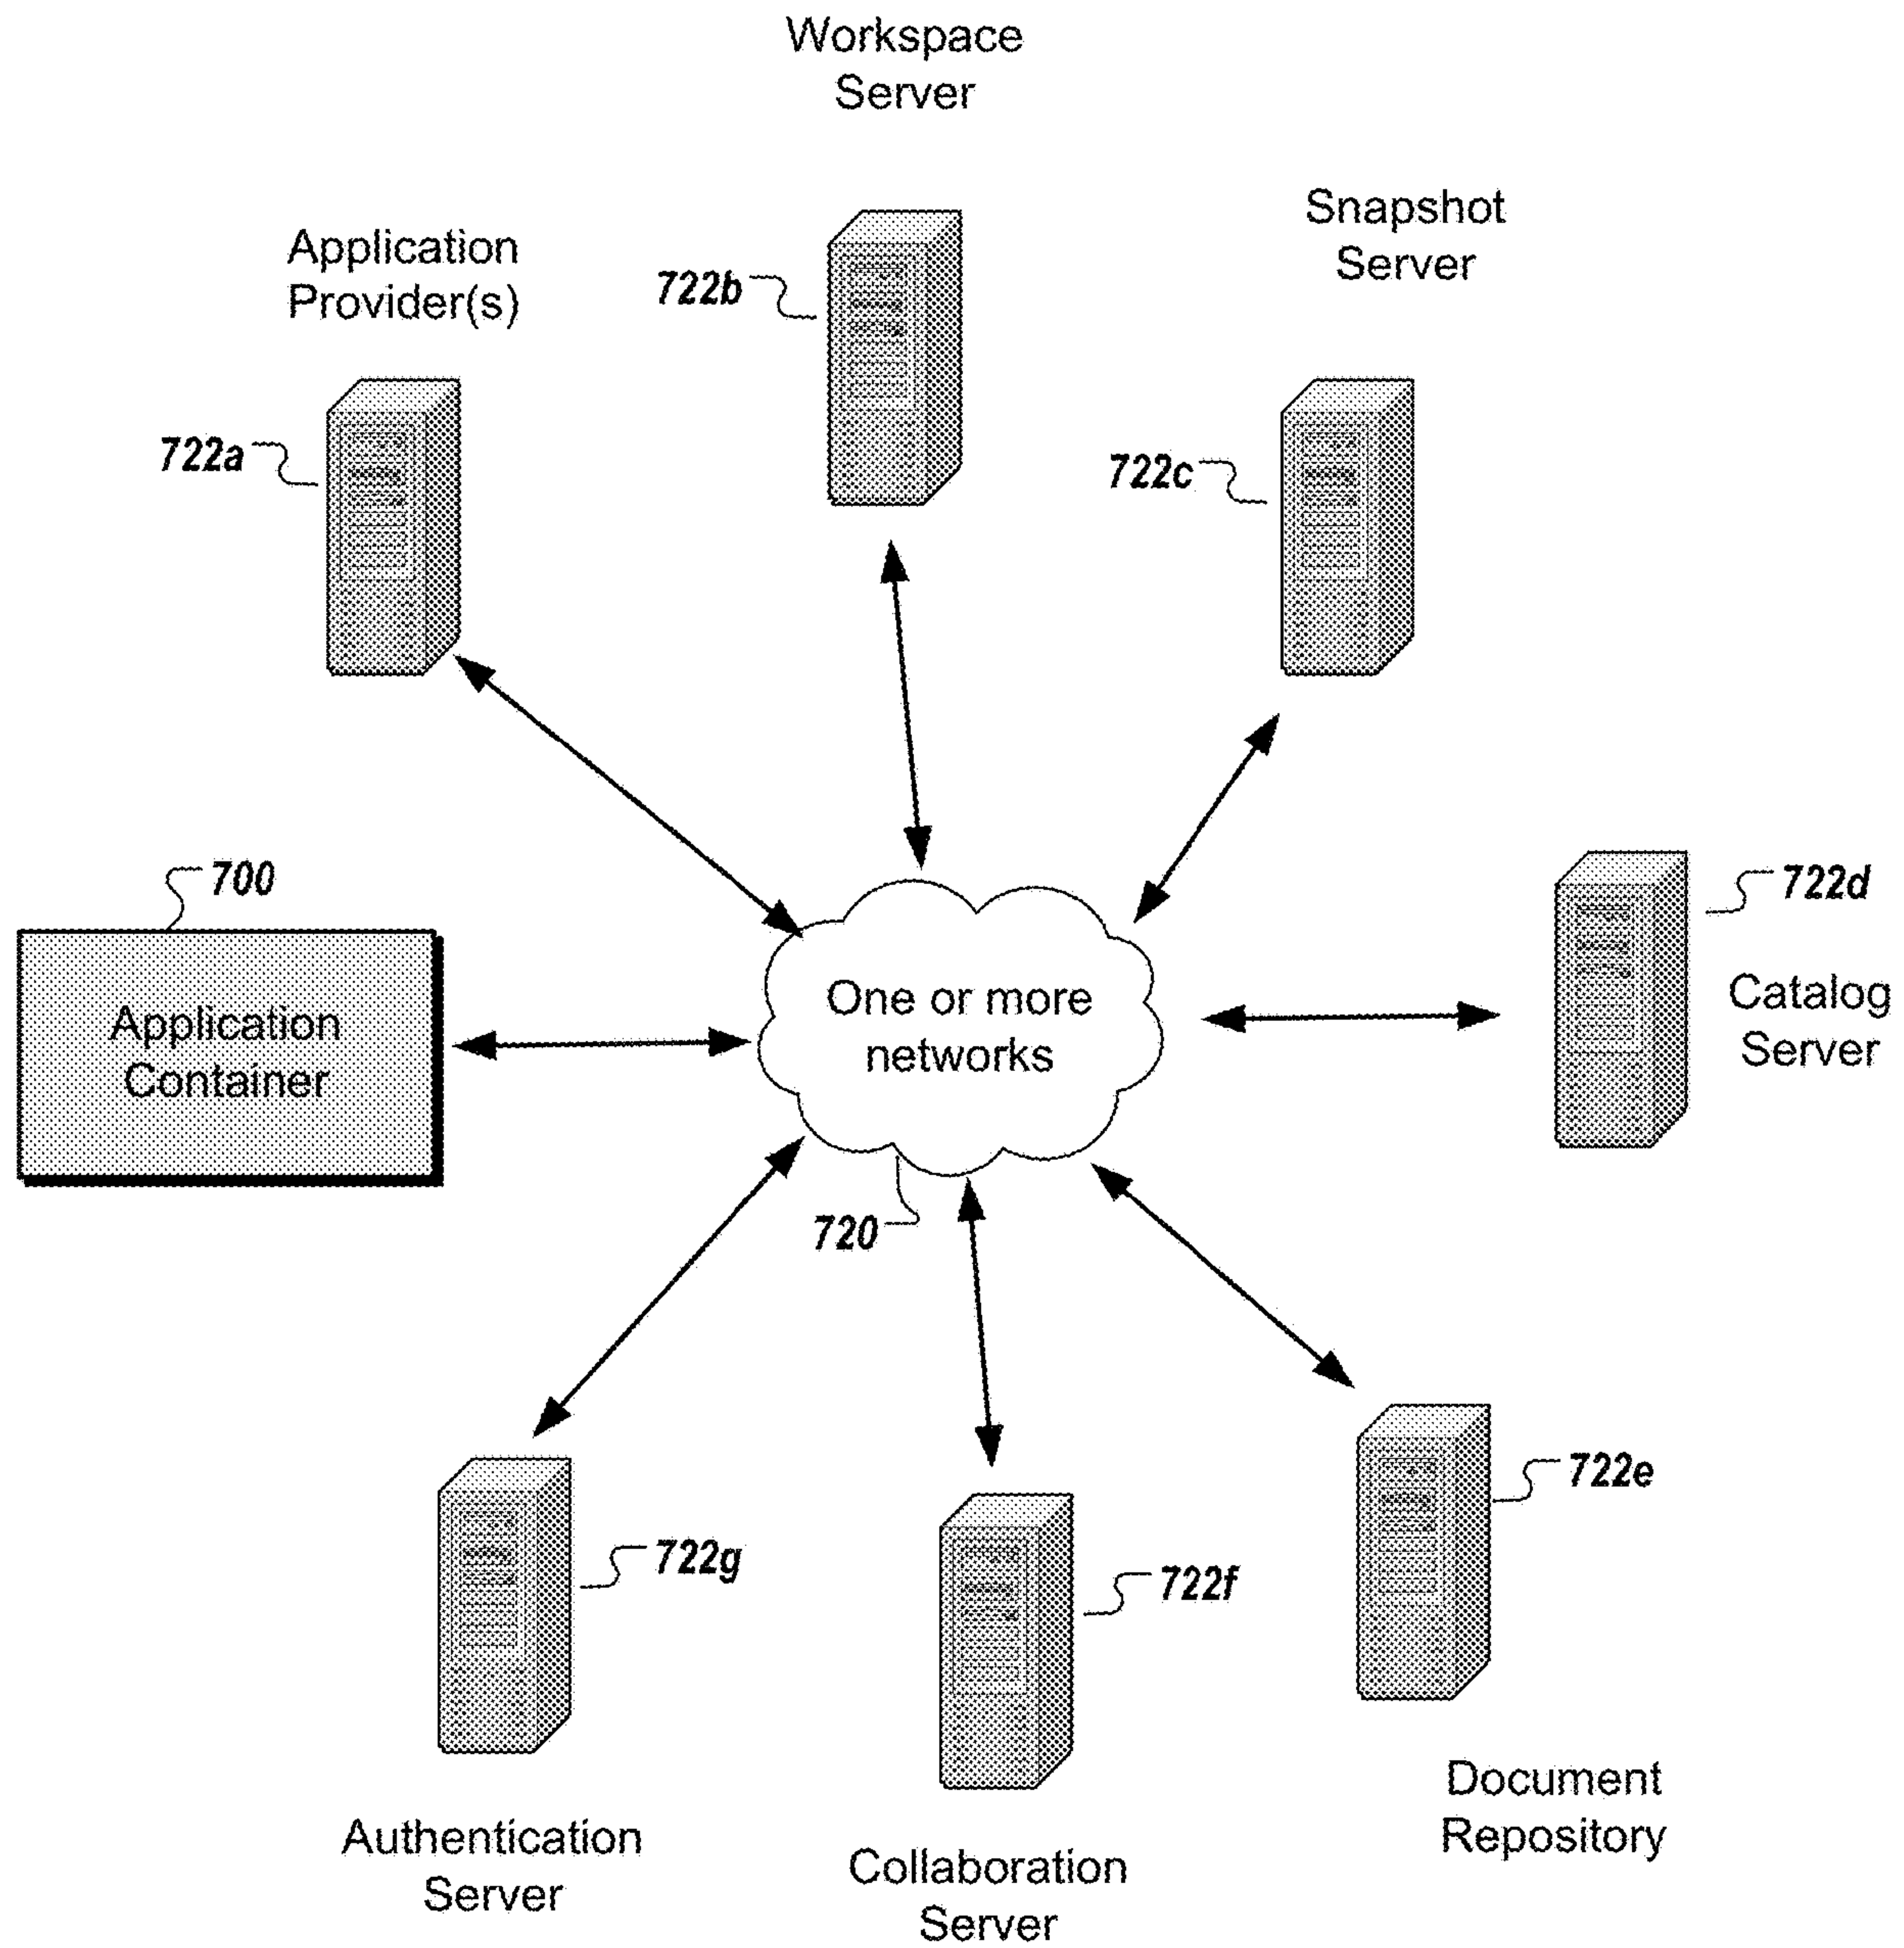 Workspace
Server
Snapshot
Server
Application
Provider(s)
722b
722a
722c
700
722d
Application
Container
One or more
networks
Catalog
Server
720
722e
722g
722f
Document
Repository
Authentication
Server
Collaboration
Server